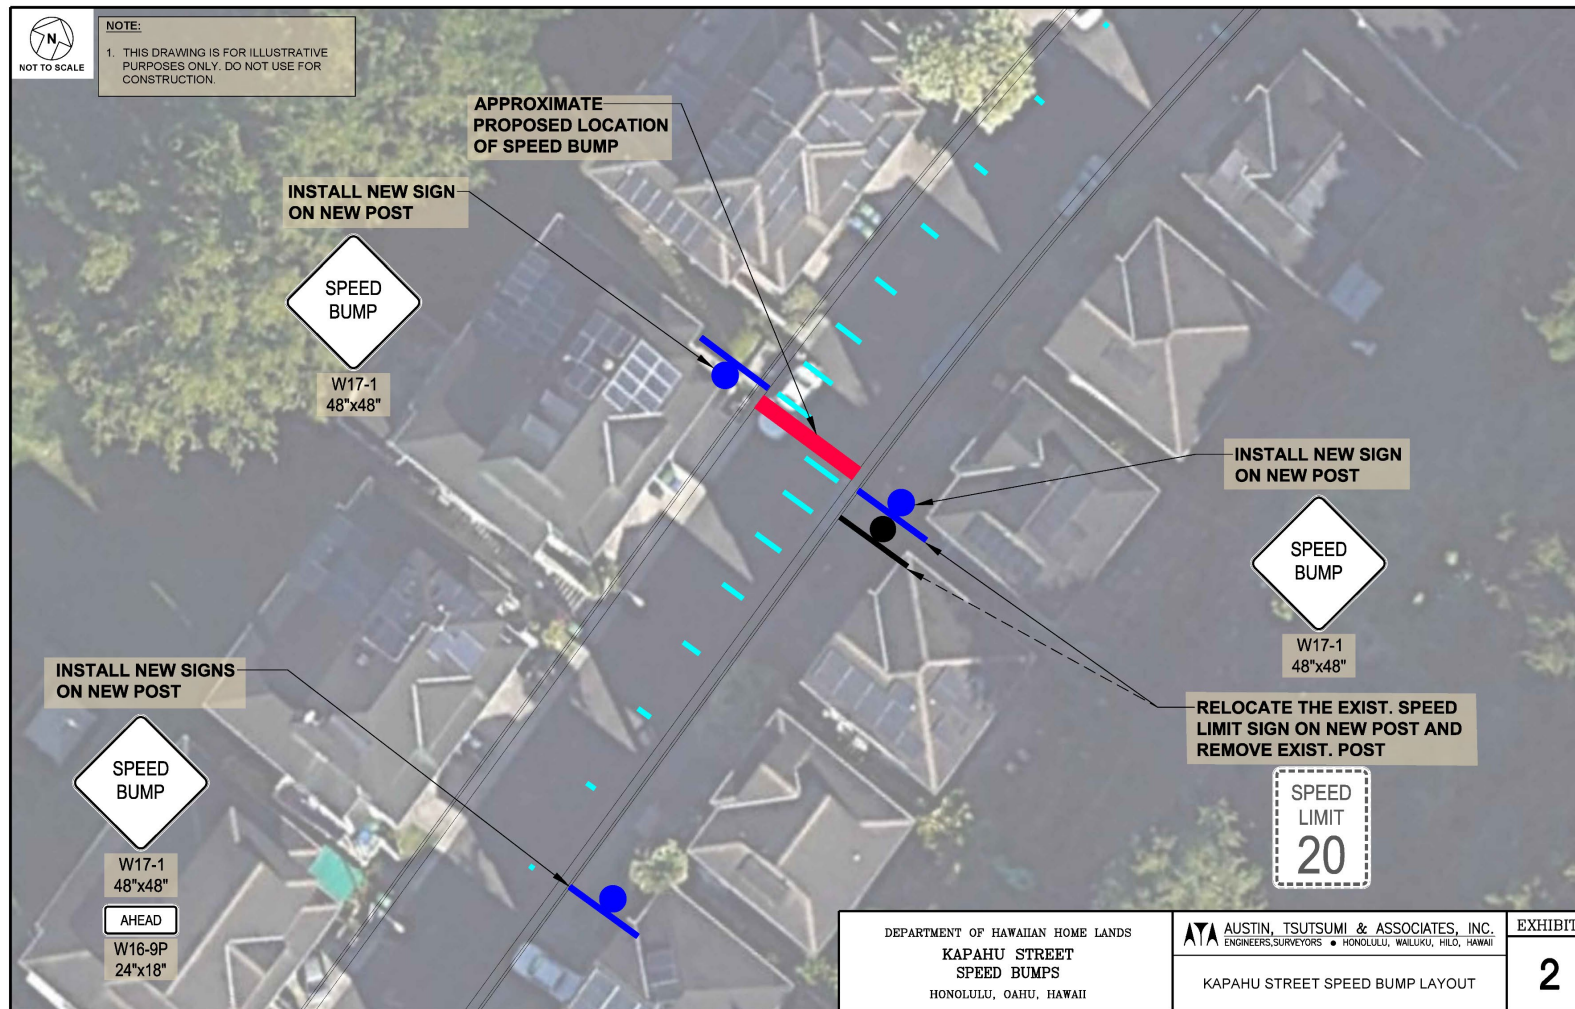 N
NOT TO SCALE
NOTE:
1. THIS DRAWING IS FOR ILLUSTRATIVE
PURPOSES ONLY. DO NOT USE FOR
CONSTRUCTION.
APPROXIMATE
PROPOSED LOCATION
OF SPEED BUMP
INSTALL NEW SIGN
ON NEW POST
SPEED
BUMP
W17-1
48"x48"
INSTALL NEW SIGN
ON NEW POST
SPEED
BUMP
W17-1
48"x48"
RELOCATE THE EXIST. SPEED
LIMIT SIGN ON NEW POST AND
REMOVE EXIST. POST
SPEED
LIMIT
20
INSTALL NEW SIGNS
ON NEW POST
SPEED
BUMP
W17-1
48"x48"
AHEAD
W16-9P
24"x18"
DEPARTMENT OF HAWAIIAN HOME LANDS
KAPAHU STREET
SPEED BUMPS
HONOLULU, OAHU, HAWAII
ATA AUSTIN, TSUTSUMI & ASSOCIATES, INC.
ENGINEERS,SURVEYORS ● HONOLULU, WAILUKU, HILO, HAWAII
KAPAHU STREET SPEED BUMP LAYOUT
EXHIBIT
2